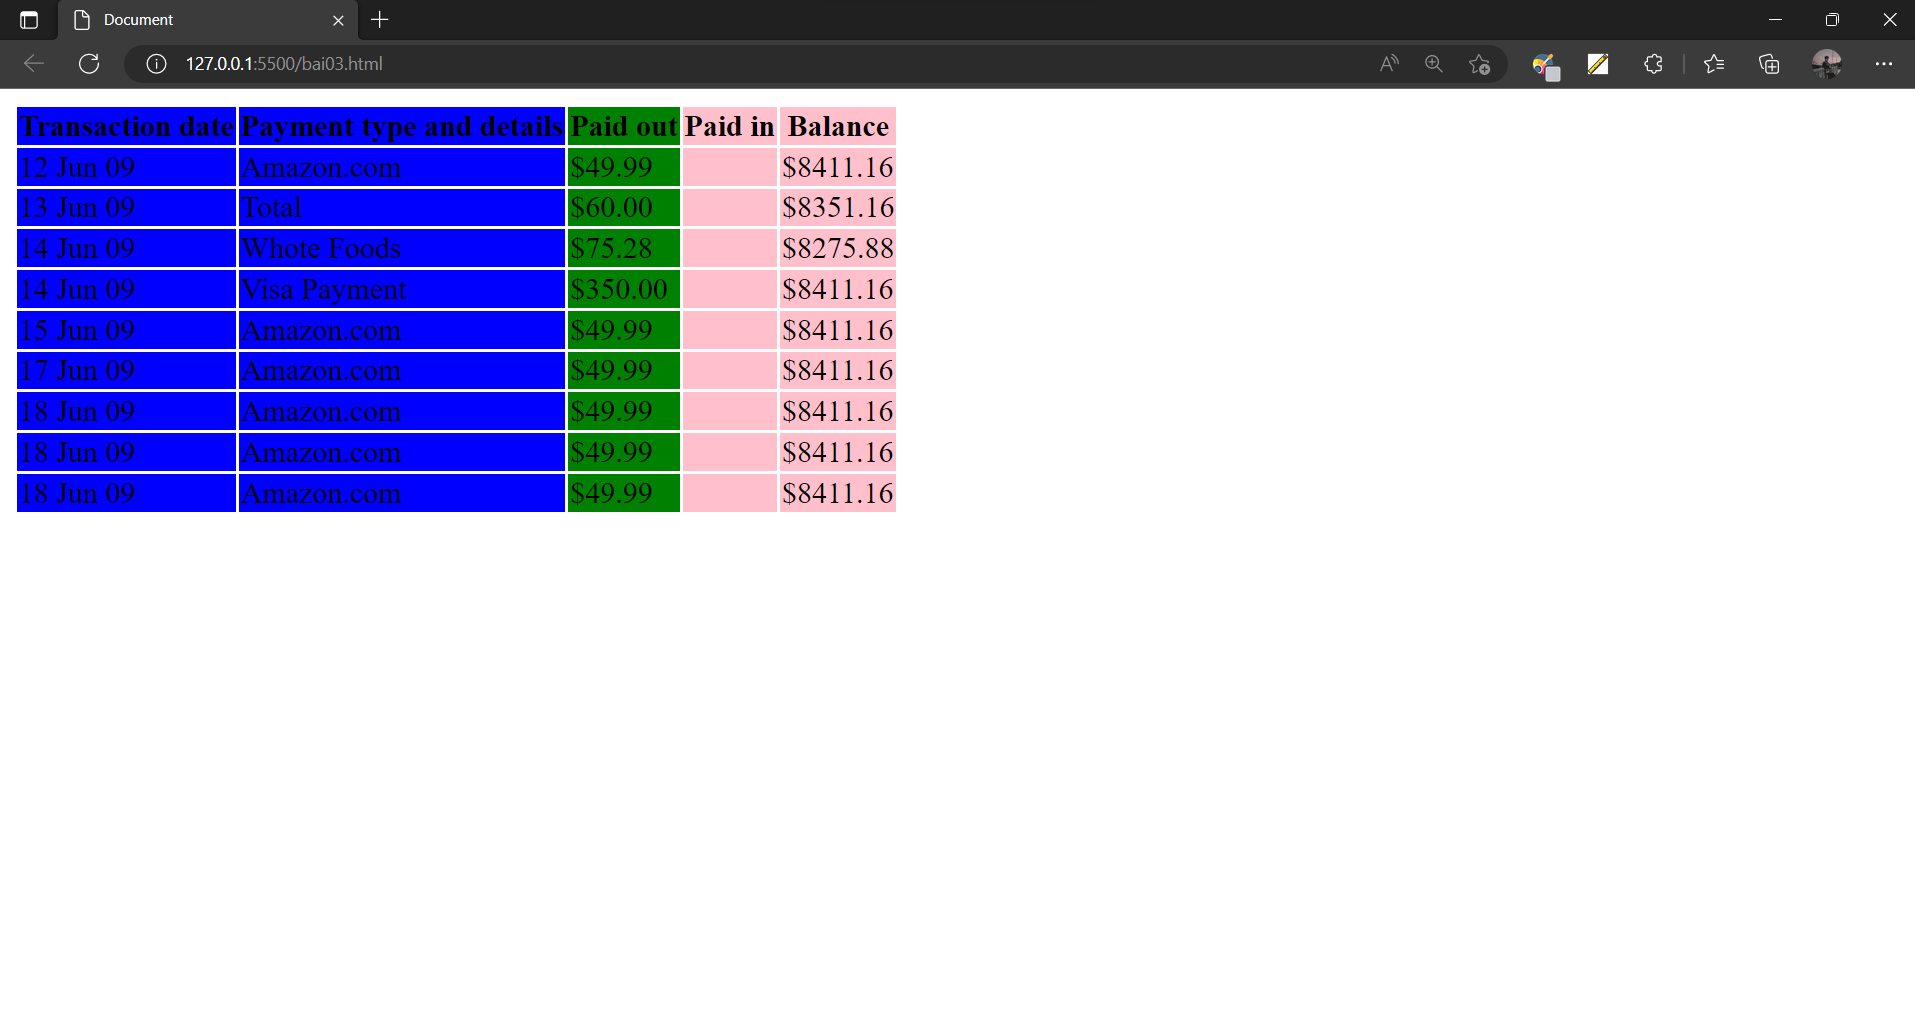 Document
127.0.0.1:5500/bai03.html
Transaction date Payment type and details Paid out Paid in Balance
12 Jun 09 Amazon.com $49.99 $8411.16
13 Jun 09 Total $60.00 $8351.16
14 Jun 09 Whote Foods $75.28 $8275.88
14 Jun 09 Visa Payment $350.00 $8411.16
15 Jun 09 Amazon.com $49.99 $8411.16
17 Jun 09 Amazon.com $49.99 $8411.16
18 Jun 09 Amazon.com $49.99 $8411.16
18 Jun 09 Amazon.com $49.99 $8411.16
18 Jun 09 Amazon.com $49.99 $8411.16